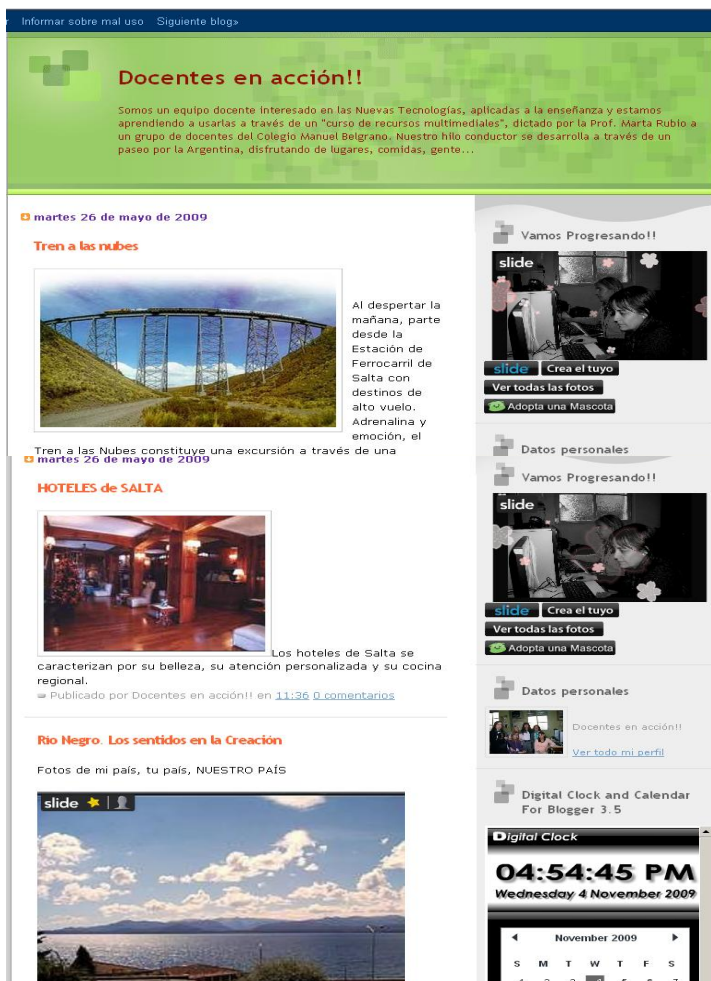 Informar sobre mal uso Siguiente blog»
Docentes en acción!!
Somos un equipo docente interesado en las Nuevas Tecnologías, aplicadas a la enseñanza y estamos
aprendiendo a usarlas a través de un "curso de recursos multimediales", dictado por la Prof. Marta Rubio a
un grupo de docentes del Colegio Manuel Belgrano. Nuestro hilo conductor se desarrolla a través de un
paseo por la Argentina, disfrutando de lugares, comidas, gente...
martes 26 de mayo de 2009
Tren a las nubes
Al despertar la
mañana, parte
desde la
Estación de
Ferrocarril de
Salta con
destinos de
alto vuelo.
Adrenalina y
emoción, el
Tren a las Nubes constituye una excursión a través de una
martes 26 de mayo de 2009
HOTELES de SALTA
Los hoteles de Salta se
caracterizan por su belleza, su atención personalizada y su cocina
regional.
Publicado por Docentes en acción!! en 11:36 0 comentarios
Rio Negro. Los sentidos en la Creación
Fotos de mi país, tu país, NUESTRO PAÍS
slide
Vamos Progresando!!
slide
slide Crea el tuyo
Ver todas las fotos
Adopta una Mascota
Datos personales
Vamos Progresando!!
slide
slide Crea el tuyo
Ver todas las fotos
Adopta una Mascota
Datos personales
Docentes en acción!!
Ver todo mi perfil
Digital Clock and Calendar
For Blogger 3.5
Digital Clock
04:54:45 PM
Wednesday 4 November 2009
November 2009
S M T W T F S